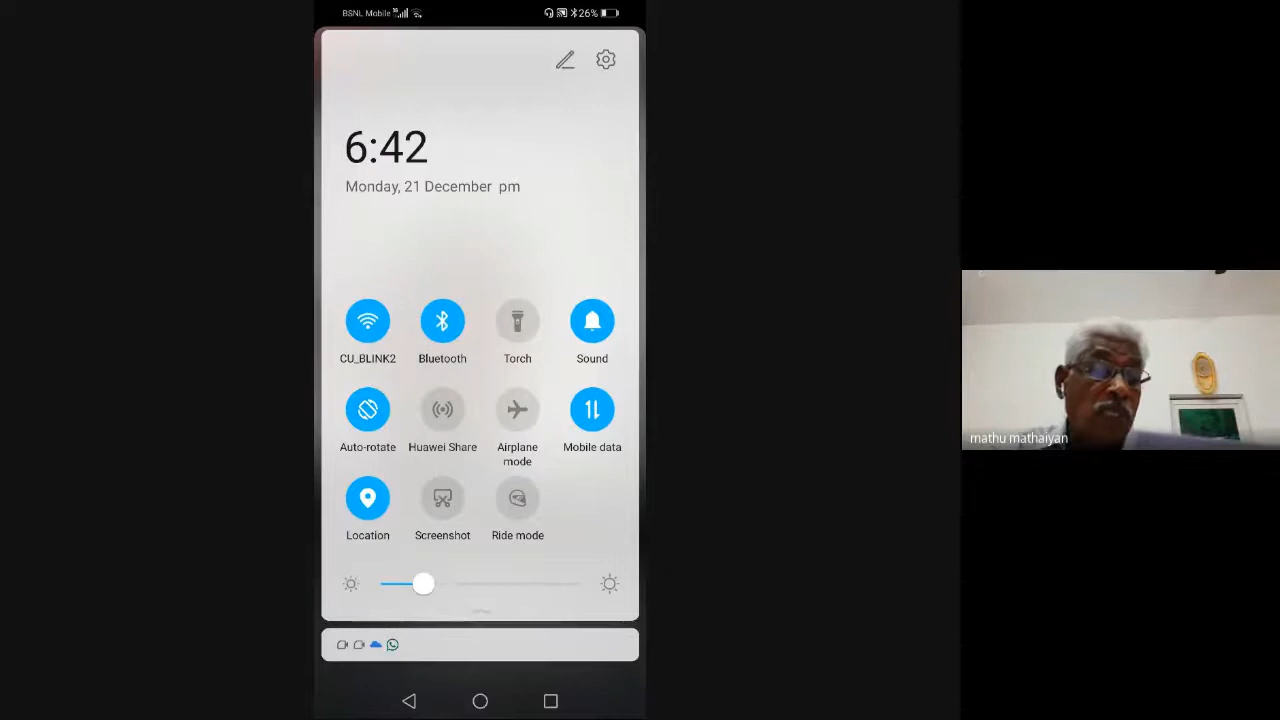 BSNL Mobile
26%
6:42
Monday, 21 December pm
CU_BLINK2 Bluetooth Torch Sound
Auto-rotate Huawei Share Airplane mode Mobile data
Location Screenshot Ride mode
mathu mathaiyan